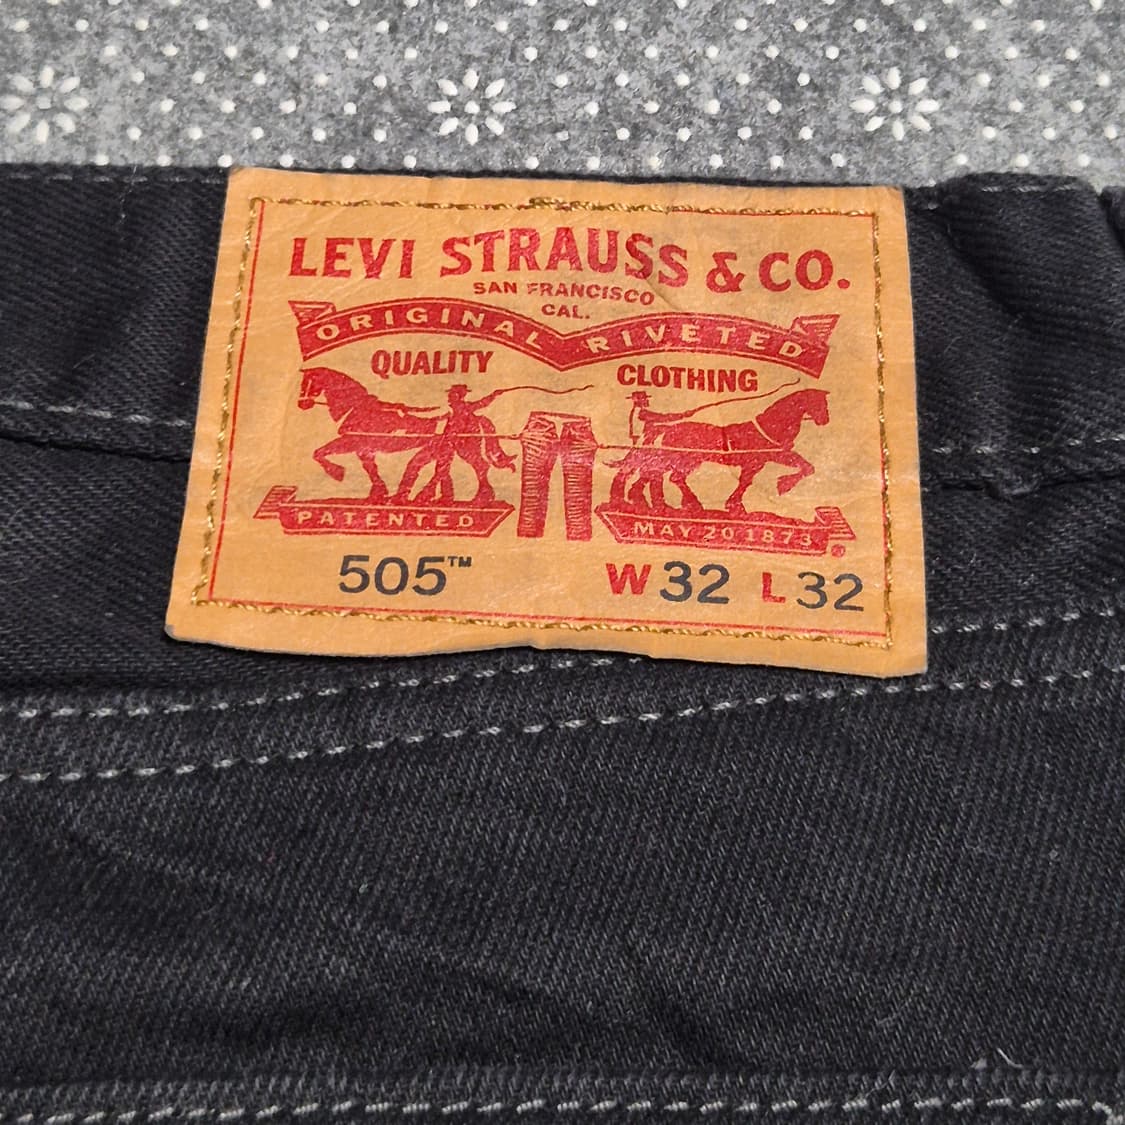 LEVI STRAUSS & CO.
SAN FRANCISCO
CAL.
ORIGINAL RIVETED
QUALITY CLOTHING
PATENTED MAY 20 1873
®
505™ W32 L32